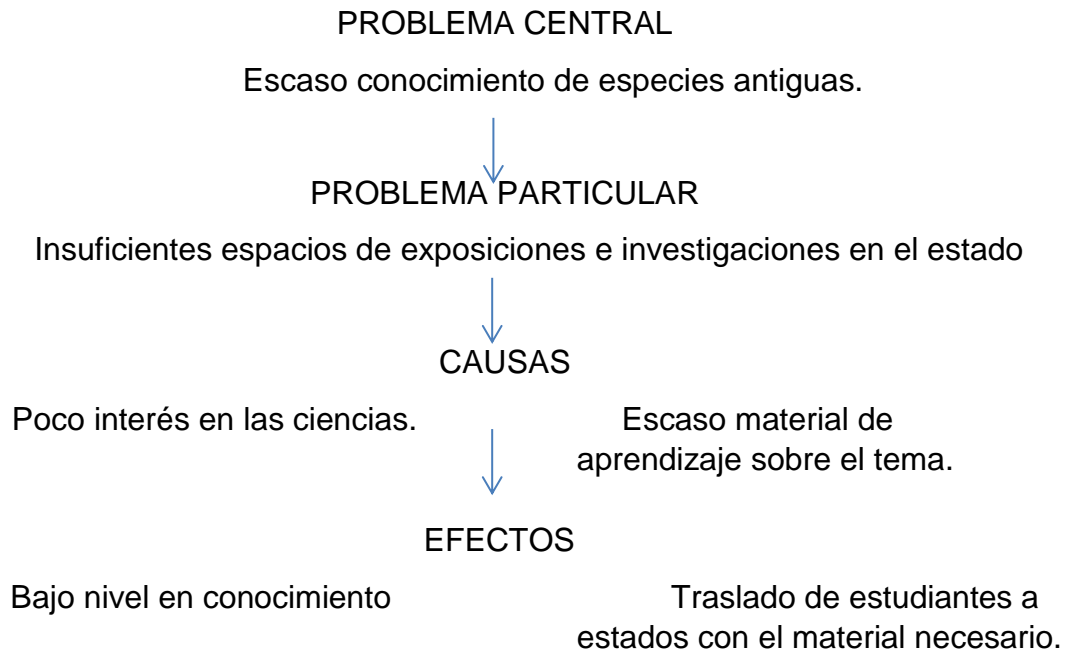 PROBLEMA CENTRAL
Escaso conocimiento de especies antiguas.
PROBLEMA PARTICULAR
Insuficientes espacios de exposiciones e investigaciones en el estado
CAUSAS
Poco interés en las ciencias.
Escaso material de
aprendizaje sobre el tema.
EFECTOS
Bajo nivel en conocimiento
Traslado de estudiantes a
estados con el material necesario.